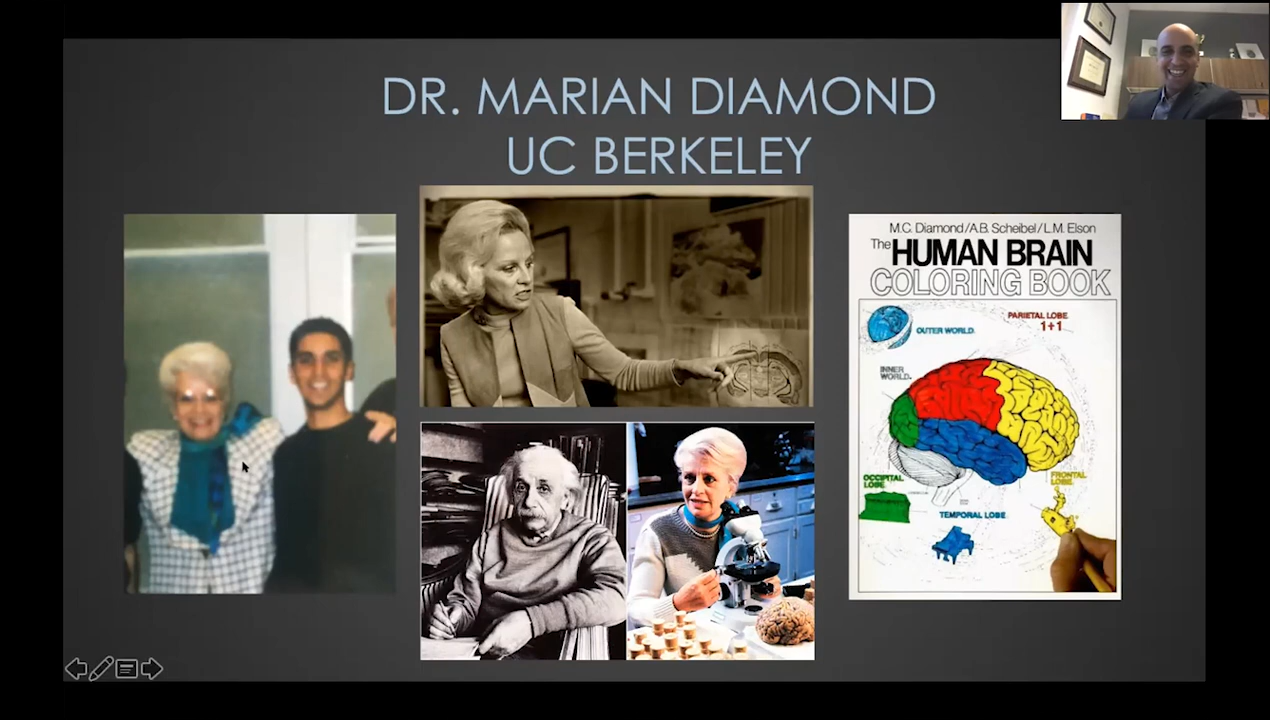 DR. MARIAN DIAMOND
UC BERKELEY
M.C. Diamond/A.B. Scheibel/L.M. Elson
The HUMAN BRAIN
COLORING BOOK
OUTER WORLD.
PARIETAL LOBE
1+1
INNER
WORLD.
OCCIPITAL
LOBE
FRONTAL
LOBE
TEMPORAL LOBE